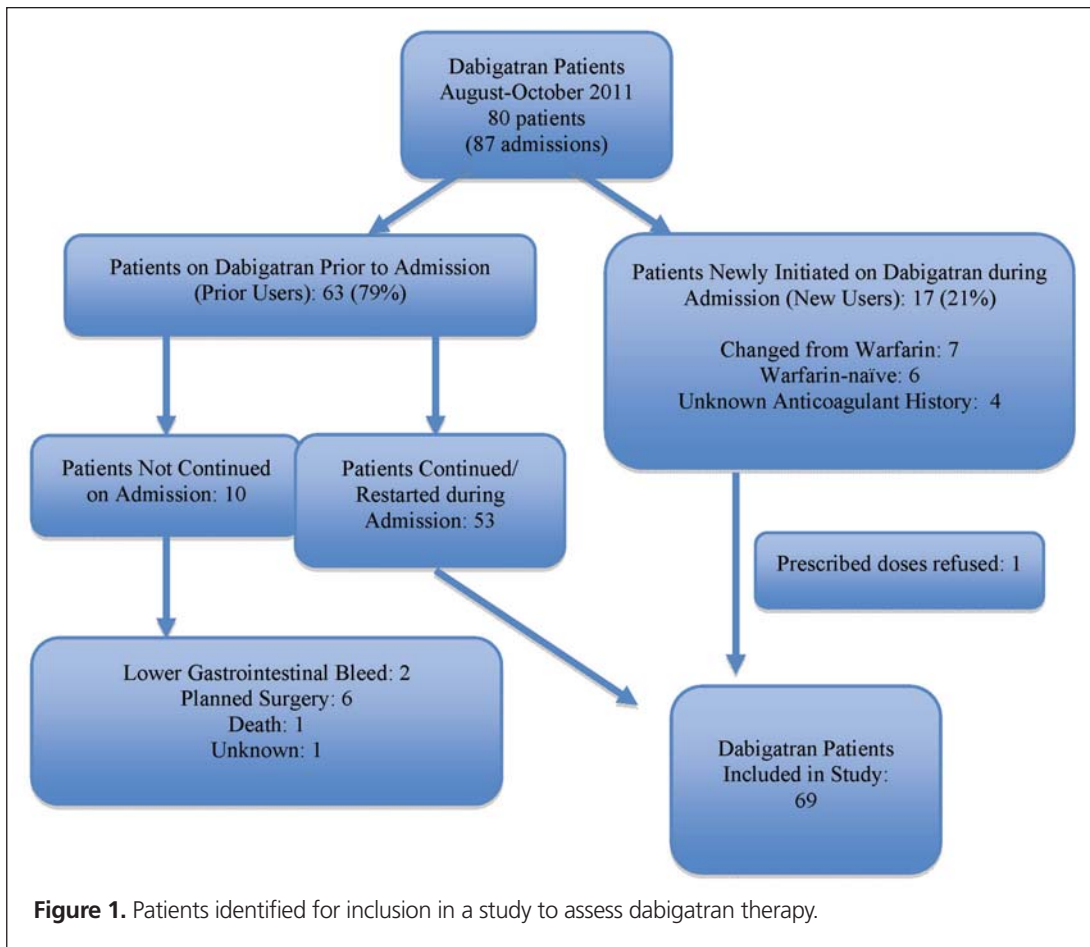 Dabigatran Patients
August-October 2011
80 patients
(87 admissions)
Patients on Dabigatran Prior to Admission
(Prior Users): 63 (79%)
Patients Newly Initiated on Dabigatran during
Admission (New Users): 17 (21%)
Changed from Warfarin: 7
Warfarin-naïve: 6
Unknown Anticoagulant History: 4
Patients Not Continued
on Admission: 10
Patients Continued/
Restarted during
Admission: 53
Prescribed doses refused: 1
Lower Gastrointestinal Bleed: 2
Planned Surgery: 6
Death: 1
Unknown: 1
Dabigatran Patients
Included in Study:
69
Figure 1. Patients identified for inclusion in a study to assess dabigatran therapy.